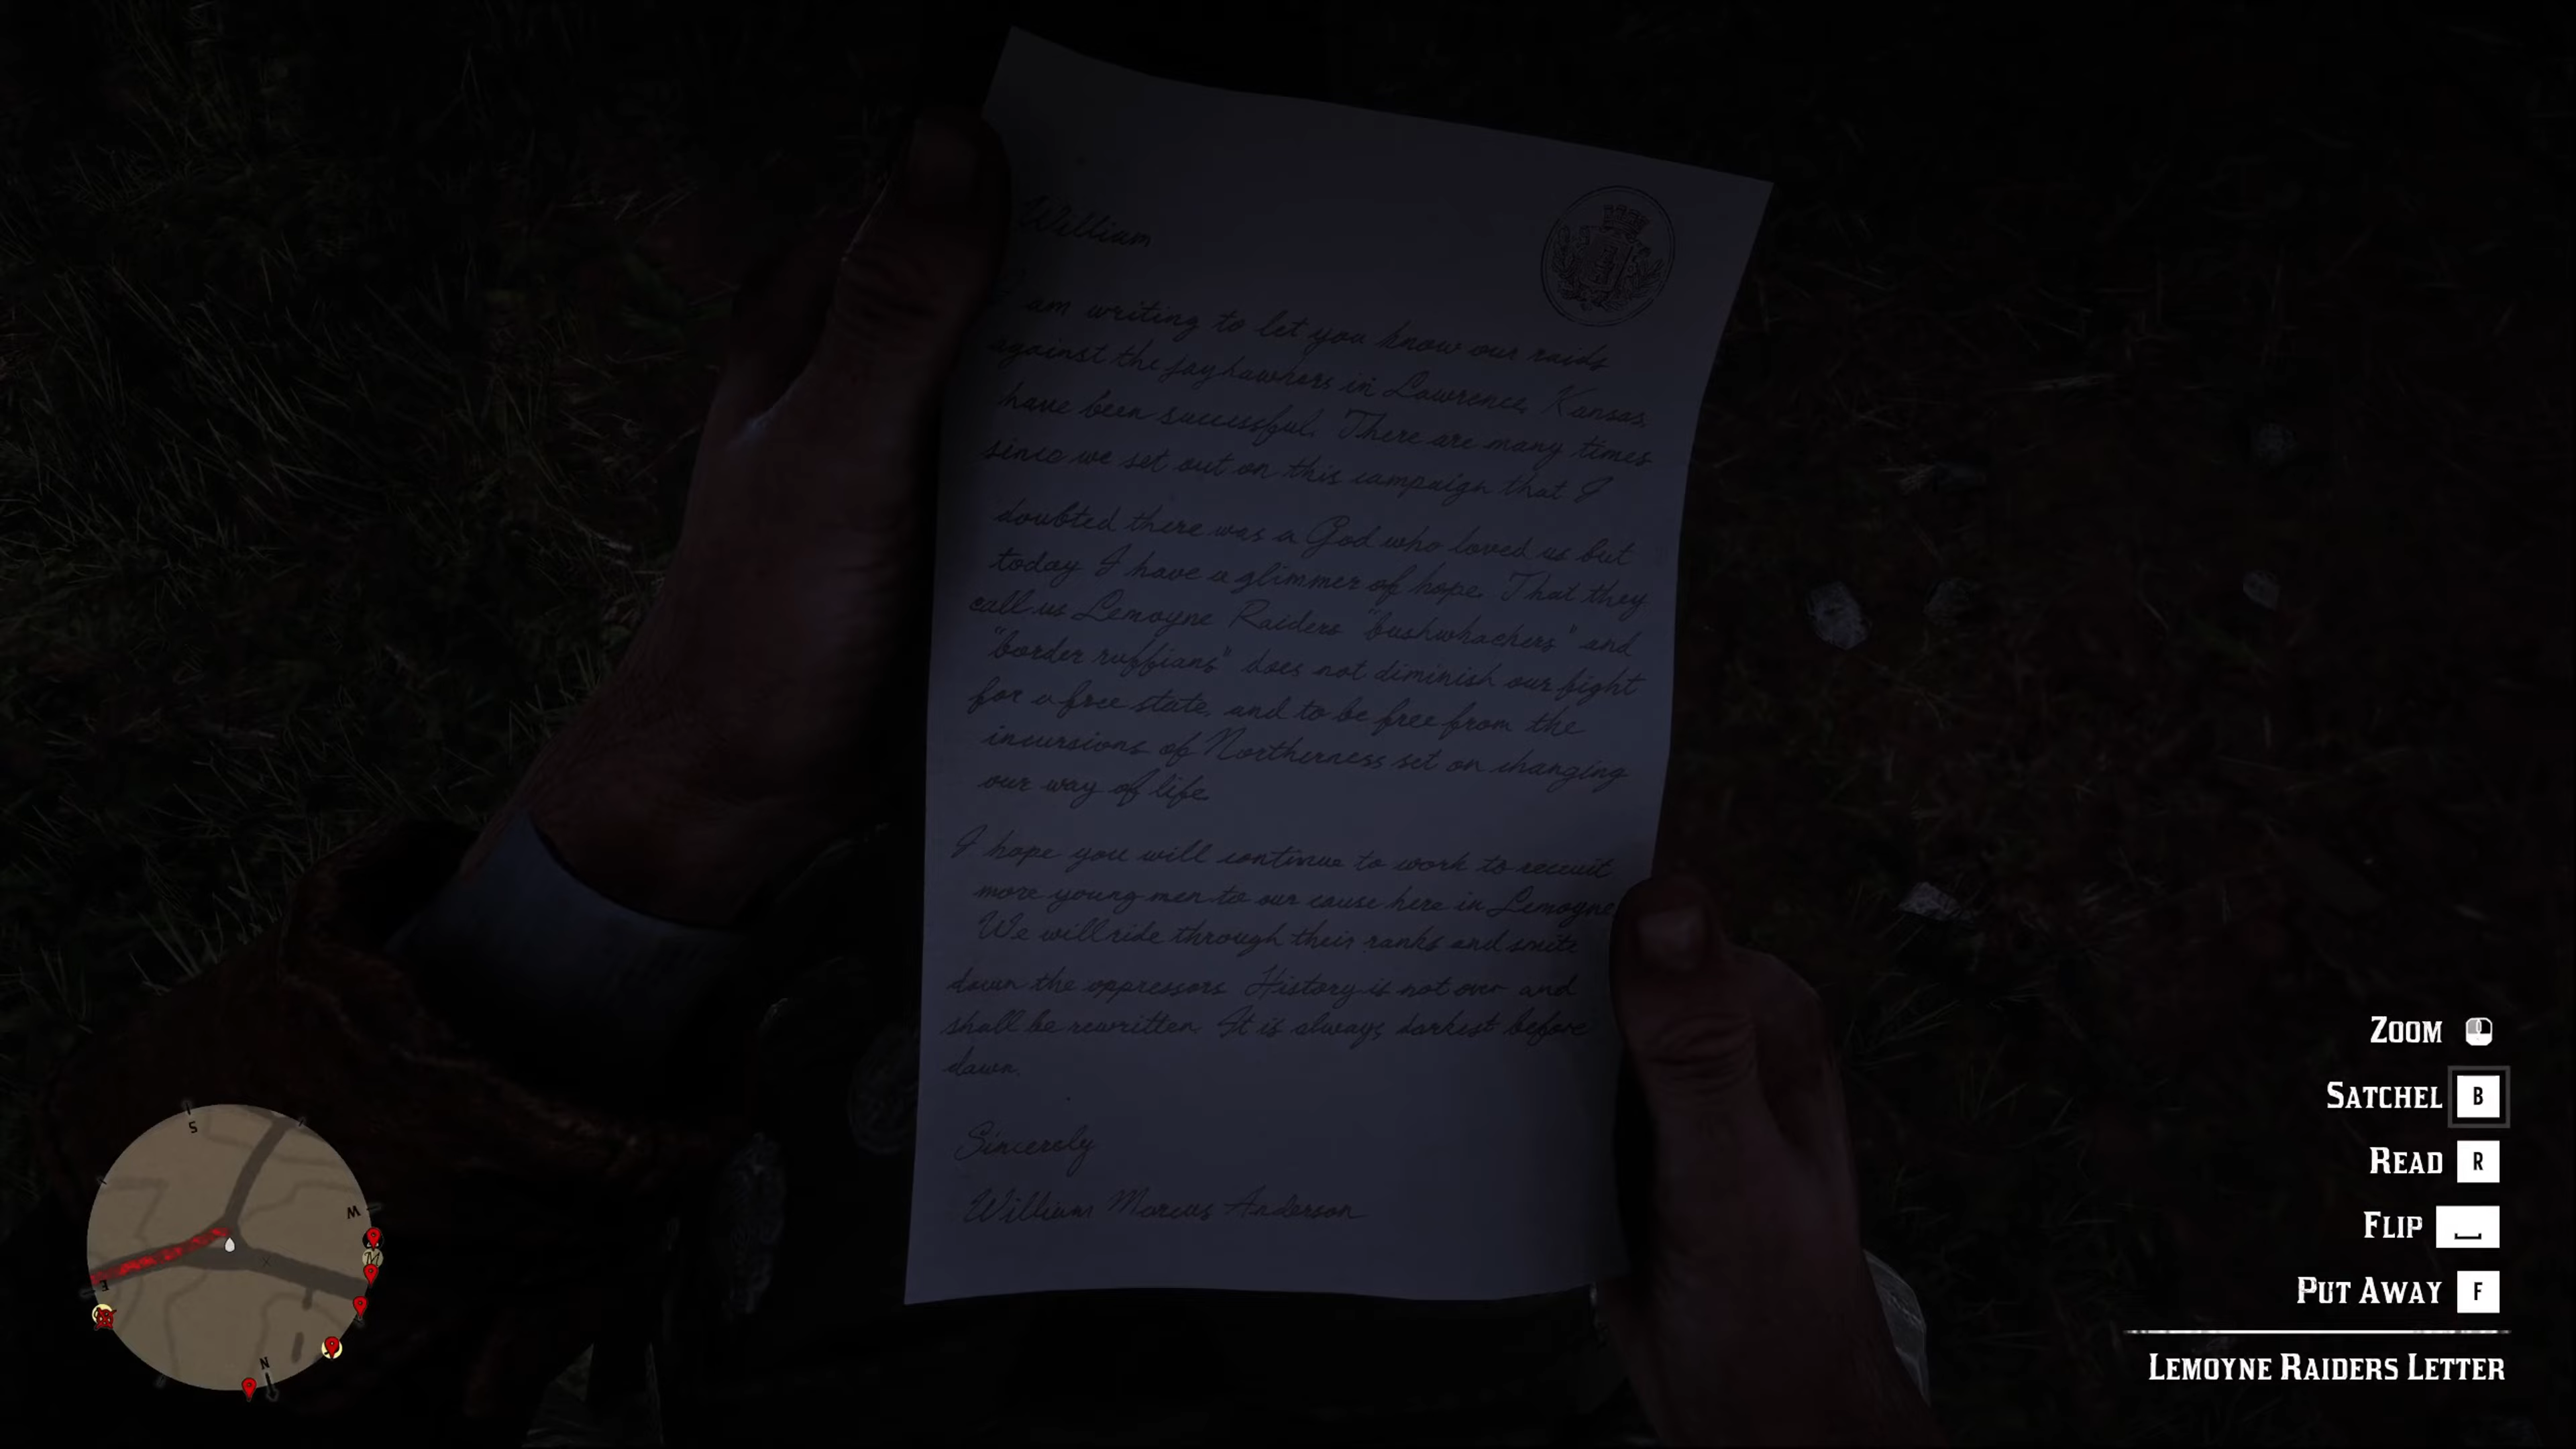 William
I am writing to let you know our raids
against the jayhawkers in Lawrence, Kansas,
have been successful. There are many times
since we set out on this campaign that I
doubted there was a God who loved us but
today I have a glimmer of hope. That they
call us Lemoyne Raiders "bushwhackers" and
"border ruffians" does not diminish our fight
for a free state, and to be free from the
incursions of Northerness set on changing
our way of life
I hope you will continue to work to recruit
more young men to our cause here in Lemoyne
We will ride through their ranks and smite
down the oppressors. History is not over and
shall be rewritten. It is always darkest before
dawn.
Sincerely
William Marcus Anderson
S
W
E
N
M
ZOOM
SATCHEL B
READ R
FLIP
PUT AWAY F
LEMOYNE RAIDERS LETTER